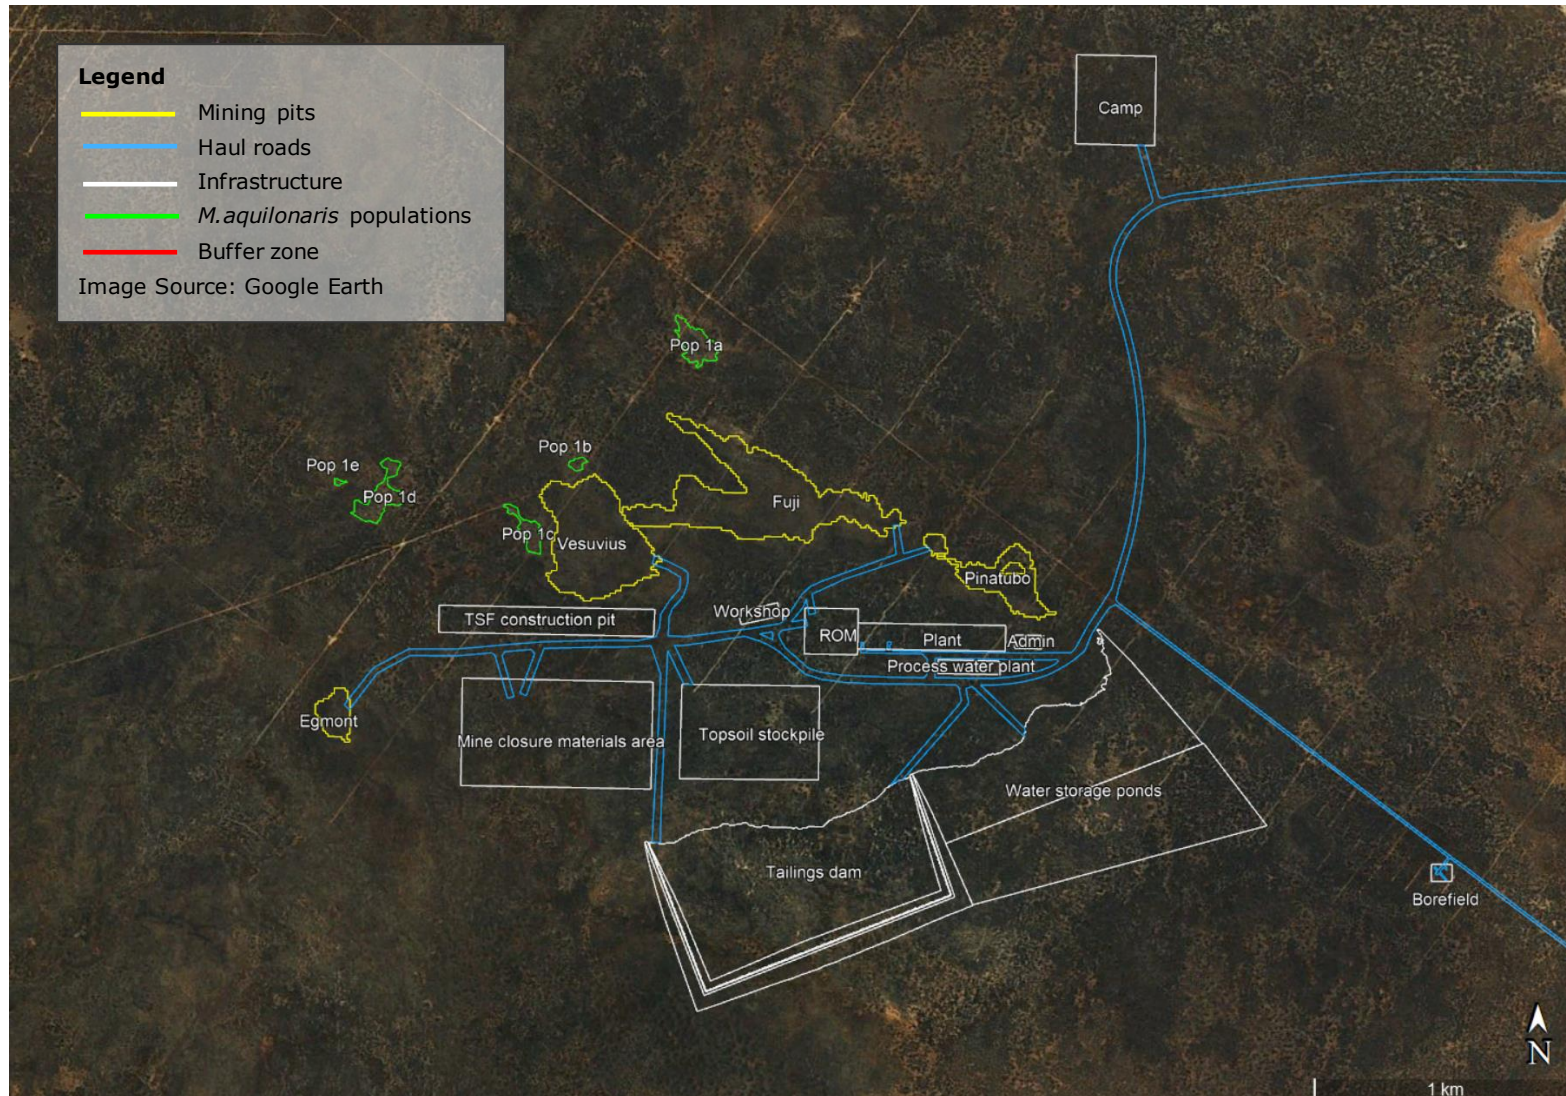 Legend
Mining pits
Haul roads
Infrastructure
M.aquilonaris populations
Buffer zone
Image Source: Google Earth
Camp
Pop 1a
Pop 1b
Pop 1e
Pop 1d
Fuji
Pop 1c
Vesuvius
Pinatubo
Workshop
TSF construction pit
ROM
Plant
Admin
Process water plant
Egmont
Topsoil stockpile
Mine closure materials area
Water storage ponds
Tailings dam
Borefield
N
1 km